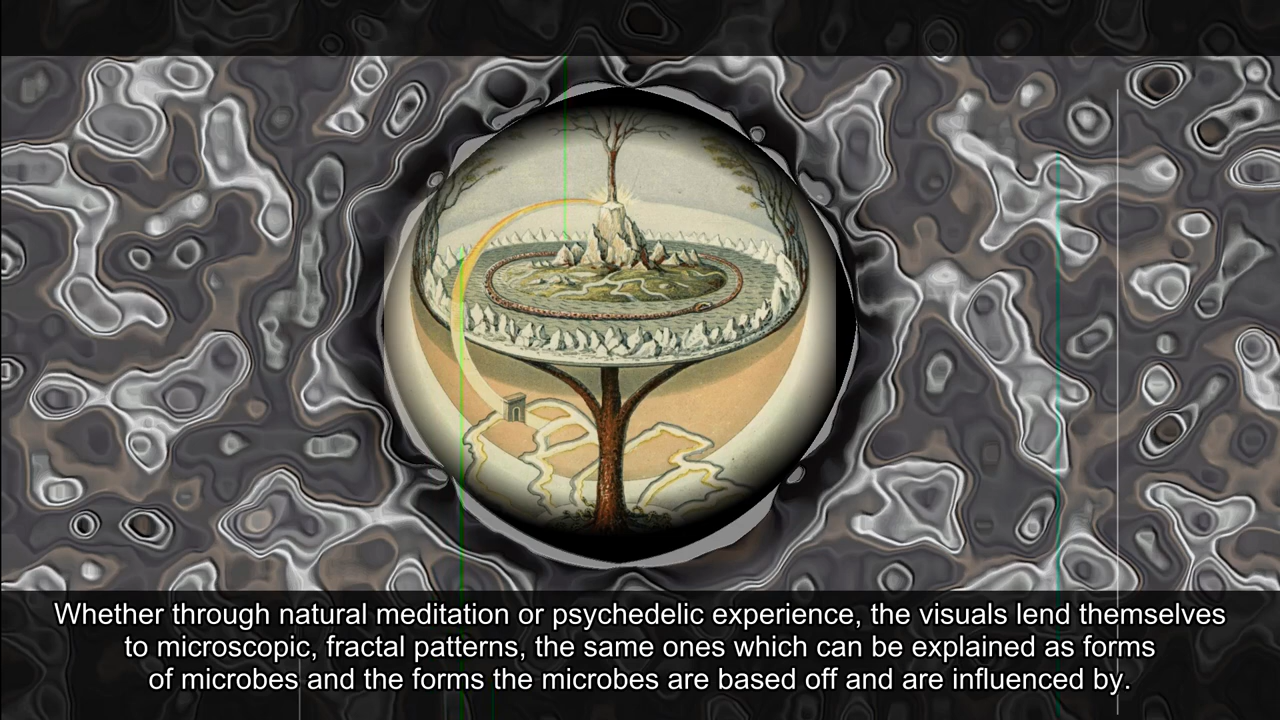 Whether through natural meditation or psychedelic experience, the visuals lend themselves
to microscopic, fractal patterns, the same ones which can be explained as forms
of microbes and the forms the microbes are based off and are influenced by.